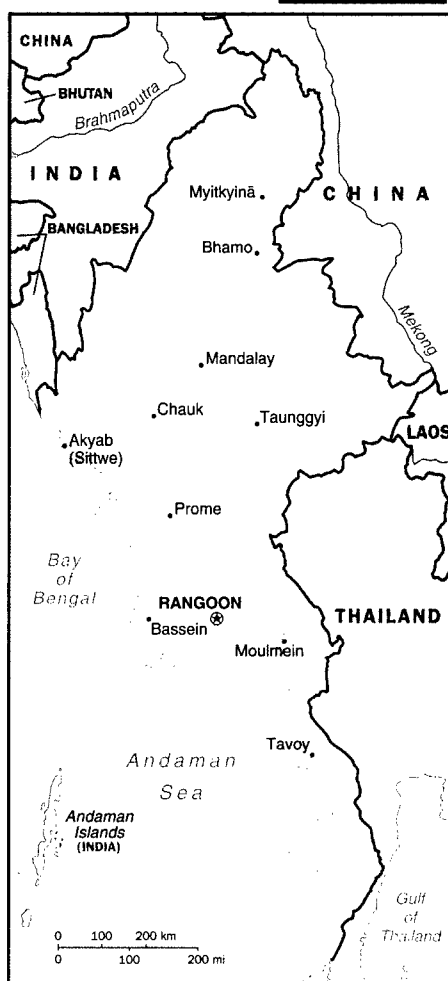 CHINA
BHUTAN
Brahmaputra
INDIA
Myitkyinā
CHINA
BANGLADESH
Bhamo
Mekong
Mandalay
Chauk
Taunggyi
LAOS
Akyab
(Sittwe)
Prome
Bay
of
Bengal
RANGOON
Bassein
THAILAND
Moulmein
Tavoy
Andaman
Sea
Andaman
Islands
(INDIA)
Gulf
of
Thailand
0 100 200 km
0 100 200 mi